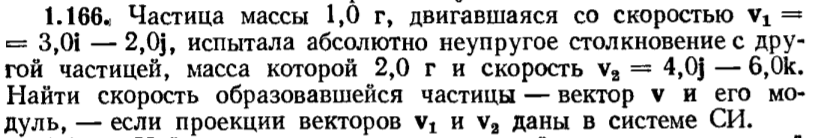 1.166. Частица массы 1,0 г, двигавшаяся со скоростью v₁ =
= 3,0i — 2,0j, испытала абсолютно неупругое столкновение с дру-
гой частицей, масса которой 2,0 г и скорость v₂ = 4,0j — 6,0k.
Найти скорость образовавшейся частицы — вектор v и его мо-
дуль, — если проекции векторов v₁ и v₂ даны в системе СИ.